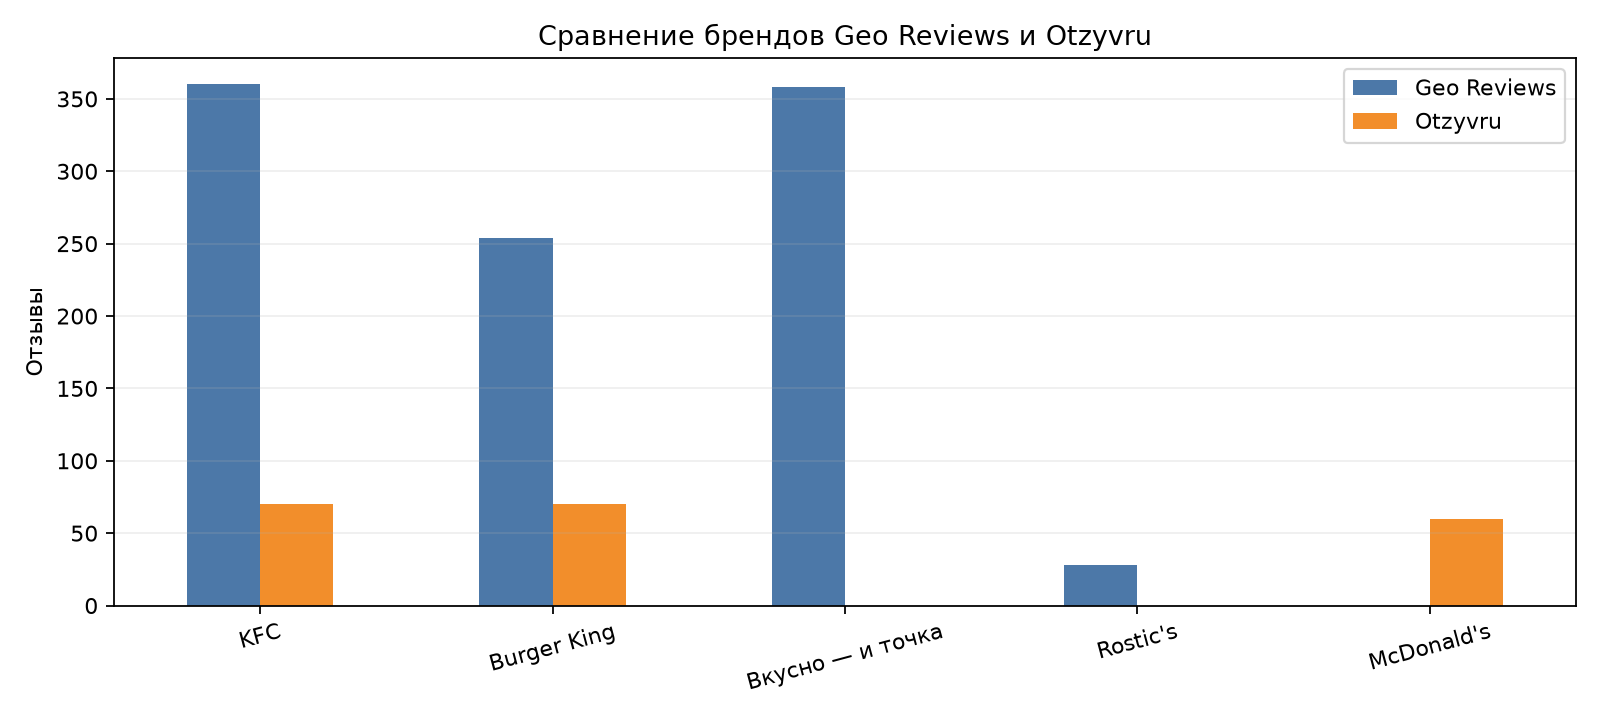 Сравнение брендов Geo Reviews и Otzyvru
Geo Reviews
Otzyvru
Отзывы
350
300
250
200
150
100
50
0
KFC
Burger King
Вкусно — и точка
Rostic's
McDonald's